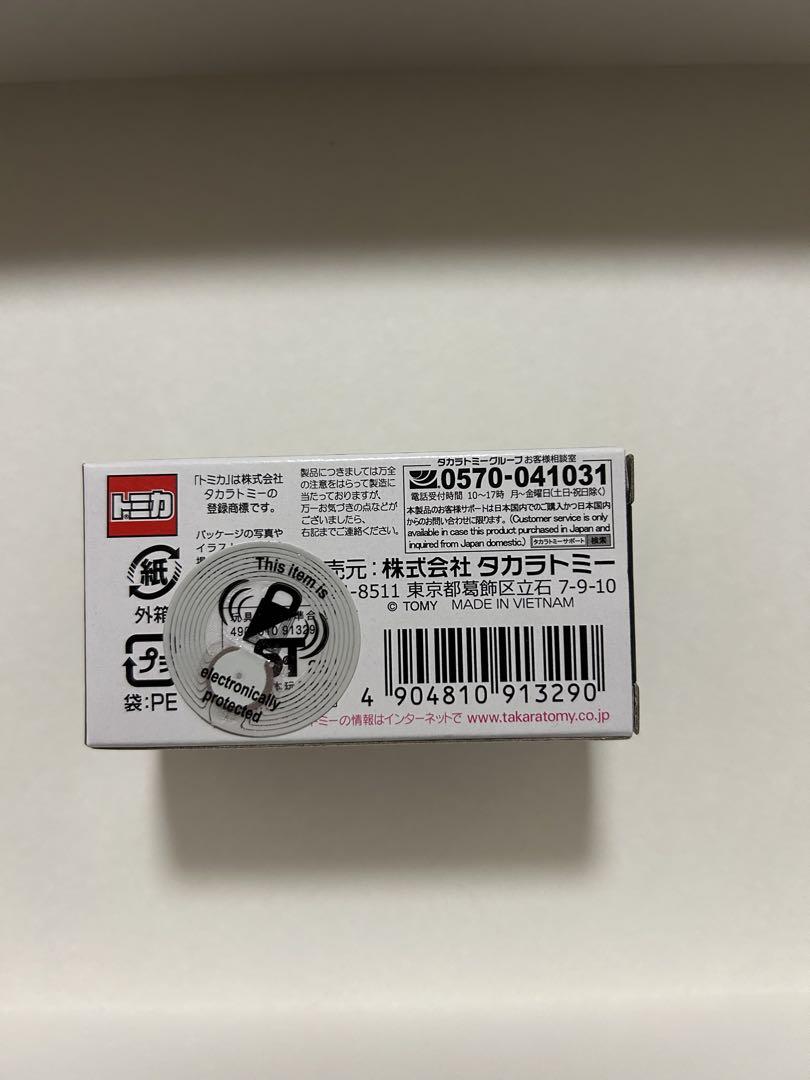 トミカ
「トミカ」は株式会社
タカラトミーの
登録商標です。
パッケージの写真や
イラスト
製品につきましては万全
の注意をはらって製造に
当たっておりますが、
万一お気づきの点などが
ございましたら、
右記までご連絡ください。
タカラトミーグループお客様相談室
0570-041031
電話受付時間 10〜17時 月〜金曜日(土日・祝日除く)
本製品のお客様サポートは日本国内でのご購入かつ日本国内
からのお問い合わせに限ります。(Customer service is only
available in case this product purchased in Japan and
inquired from Japan domestic.) タカラトミーサポート 検索
売元:株式会社 タカラトミー
-8511 東京都葛飾区立石 7-9-10
© TOMY MADE IN VIETNAM
紙
外箱
プラ
袋:PE
This item is
electronically
protected
ST
4 904810 913290
トミーの情報はインターネットで www.takaratomy.co.jp